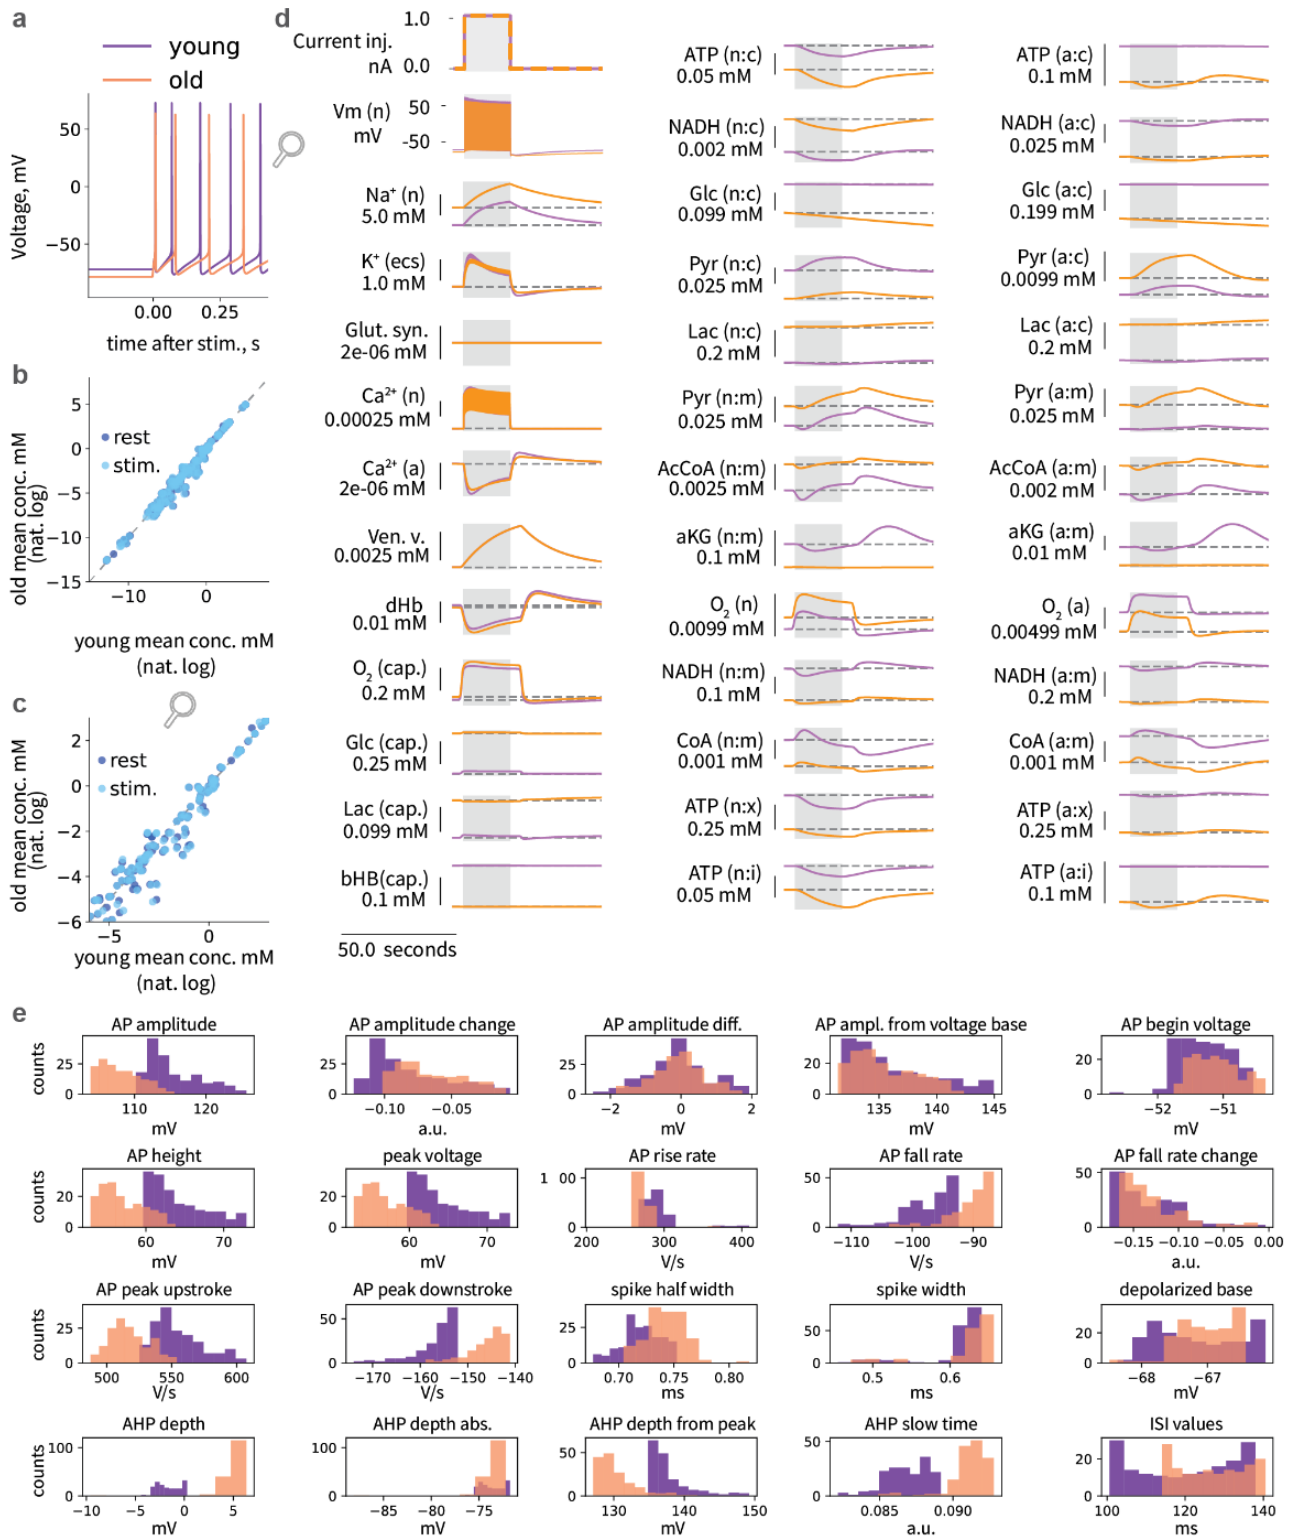 a
young
old
50
0
−50
Voltage, mV
0.00 0.25
time after stim., s
b
5
0
−5
−10
−15
rest
stim.
old mean conc. mM
(nat. log)
−10 0
young mean conc. mM
(nat. log)
c
2
0
−2
−4
−6
rest
stim.
old mean conc. mM
(nat. log)
−5 0
young mean conc. mM
(nat. log)
d
Current inj.
nA
1.0
0.0
Vm (n)
mV
50
-50
Na⁺ (n)
5.0 mM
K⁺ (ecs)
1.0 mM
Glut. syn.
2e-06 mM
Ca²⁺ (n)
0.00025 mM
Ca²⁺ (a)
2e-06 mM
Ven. v.
0.0025 mM
dHb
0.01 mM
O₂ (cap.)
0.2 mM
Glc (cap.)
0.25 mM
Lac (cap.)
0.099 mM
bHB(cap.)
0.1 mM
50.0 seconds
ATP (n:c)
0.05 mM
NADH (n:c)
0.002 mM
Glc (n:c)
0.099 mM
Pyr (n:c)
0.025 mM
Lac (n:c)
0.2 mM
Pyr (n:m)
0.025 mM
AcCoA (n:m)
0.0025 mM
aKG (n:m)
0.1 mM
O₂ (n)
0.0099 mM
NADH (n:m)
0.1 mM
CoA (n:m)
0.001 mM
ATP (n:x)
0.25 mM
ATP (n:i)
0.05 mM
ATP (a:c)
0.1 mM
NADH (a:c)
0.025 mM
Glc (a:c)
0.199 mM
Pyr (a:c)
0.0099 mM
Lac (a:c)
0.2 mM
Pyr (a:m)
0.025 mM
AcCoA (a:m)
0.002 mM
aKG (a:m)
0.01 mM
O₂ (a)
0.00499 mM
NADH (a:m)
0.2 mM
CoA (a:m)
0.001 mM
ATP (a:x)
0.25 mM
ATP (a:i)
0.1 mM
e
AP amplitude
counts
25
0
110 120
mV
AP amplitude change
25
0
−0.10 −0.05
a.u.
AP amplitude diff.
25
0
−2 0 2
mV
AP ampl. from voltage base
20
0
135 140 145
mV
AP begin voltage
20
0
−52 −51
mV
AP height
counts
20
0
60 70
mV
peak voltage
20
0
60 70
mV
AP rise rate
1 00
0
200 300 400
V/s
AP fall rate
50
0
−110 −100 −90
V/s
AP fall rate change
50
0
−0.15 −0.10 −0.05 0.00
a.u.
AP peak upstroke
counts
25
0
500 550 600
V/s
AP peak downstroke
50
0
−170 −160 −150 −140
V/s
spike half width
25
0
0.70 0.75 0.80
ms
spike width
50
0
0.5 0.6
ms
depolarized base
20
0
−68 −67
mV
AHP depth
counts
100
0
−10 −5 0 5
mV
AHP depth abs.
100
0
−85 −75
mV
AHP depth from peak
50
0
130 140 150
mV
AHP slow time
50
0
0.085 0.090
a.u.
ISI values
20
0
100 120 140
ms